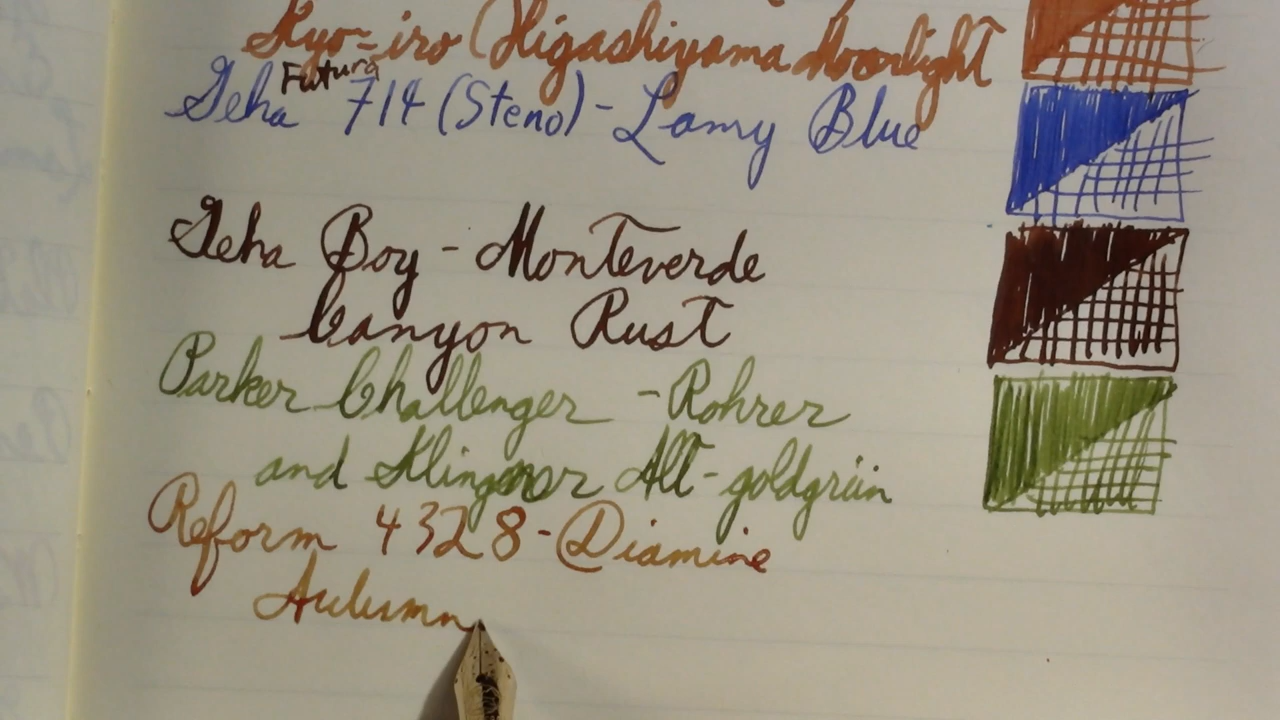 Kyo-iro (Higashiyama Moonlight
Futura
Geha 714 (Steno) - Lamy Blue
Geha Boy - Monteverde
Canyon Rust
Parker Challenger - Rohrer
and Klingner Alt-goldgrün
Reform 4328 - Diamine
Autumn